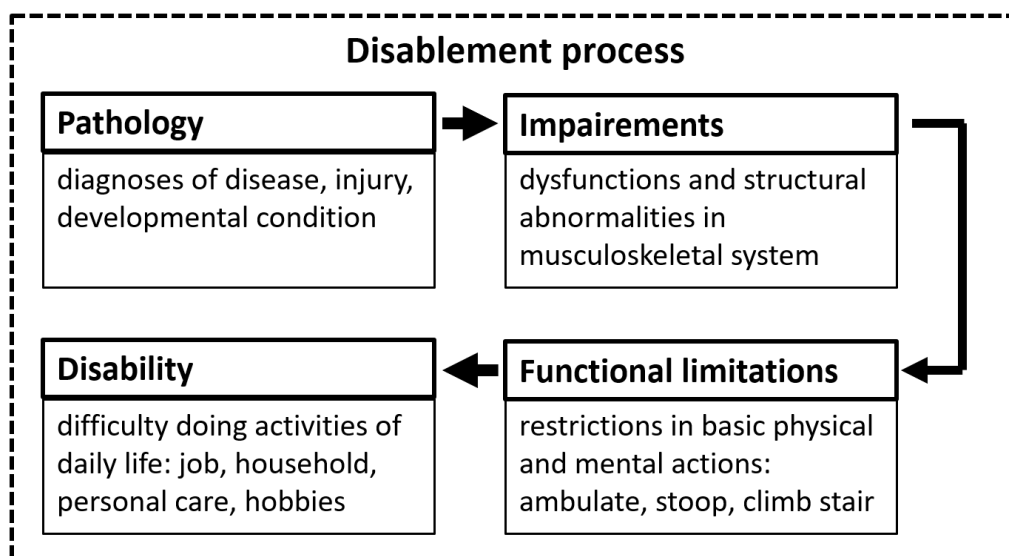 Disablement process
Pathology
diagnoses of disease, injury,
developmental condition
Impairements
dysfunctions and structural
abnormalities in
musculoskeletal system
Disability
difficulty doing activities of
daily life: job, household,
personal care, hobbies
Functional limitations
restrictions in basic physical
and mental actions:
ambulate, stoop, climb stair